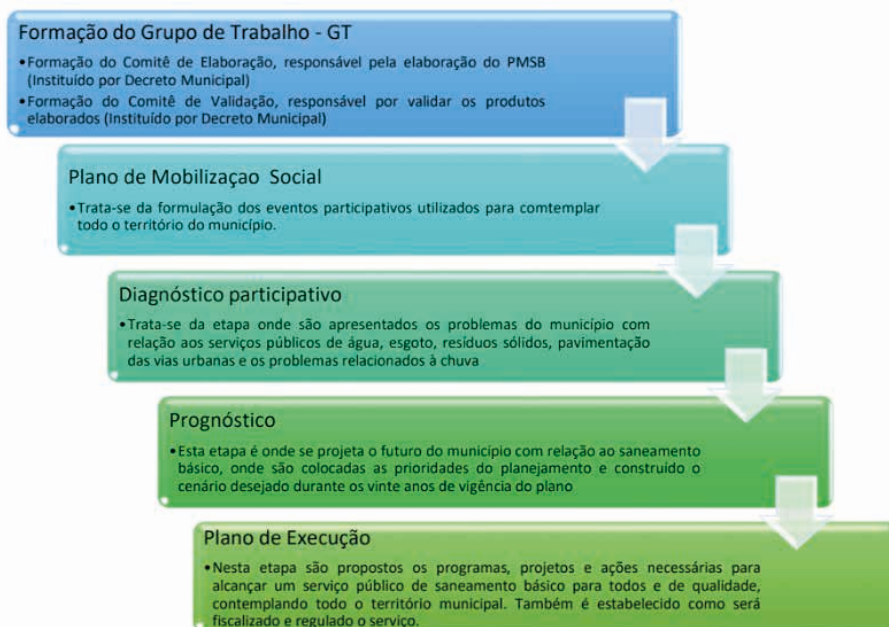 Formação do Grupo de Trabalho - GT
•Formação do Comitê de Elaboração, responsável pela elaboração do PMSB
(Instituído por Decreto Municipal)
•Formação do Comitê de Validação, responsável por validar os produtos
elaborados (Instituído por Decreto Municipal)
Plano de Mobilizaçao Social
•Trata-se da formulação dos eventos participativos utilizados para comtemplar
todo o território do município.
Diagnóstico participativo
•Trata-se da etapa onde são apresentados os problemas do município com
relação aos serviços públicos de água, esgoto, resíduos sólidos, pavimentação
das vias urbanas e os problemas relacionados à chuva
Prognóstico
•Esta etapa é onde se projeta o futuro do município com relação ao saneamento
básico, onde são colocadas as prioridades do planejamento e construído o
cenário desejado durante os vinte anos de vigência do plano
Plano de Execução
•Nesta etapa são propostos os programas, projetos e ações necessárias para
alcançar um serviço público de saneamento básico para todos e de qualidade,
contemplando todo o território municipal. Também é estabelecido como será
fiscalizado e regulado o serviço.